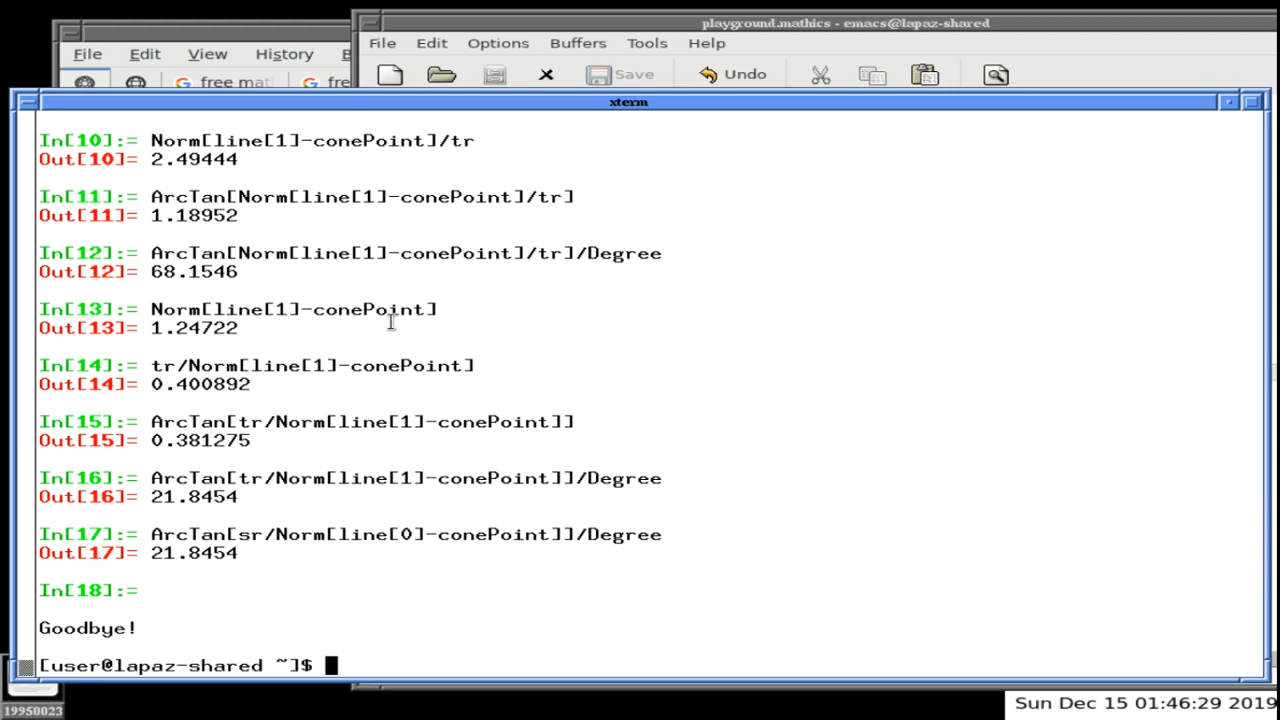 playground.mathics - emacs@lapaz-shared
File Edit View History B
File Edit Options Buffers Tools Help
free mat
fre
Save Undo
xterm
In[10]:= Norm[line[1]-conePoint]/tr
Out[10]= 2.49444
In[11]:= ArcTan[Norm[line[1]-conePoint]/tr]
Out[11]= 1.18952
In[12]:= ArcTan[Norm[line[1]-conePoint]/tr]/Degree
Out[12]= 68.1546
In[13]:= Norm[line[1]-conePoint]
Out[13]= 1.24722
In[14]:= tr/Norm[line[1]-conePoint]
Out[14]= 0.400892
In[15]:= ArcTan[tr/Norm[line[1]-conePoint]]
Out[15]= 0.381275
In[16]:= ArcTan[tr/Norm[line[1]-conePoint]]/Degree
Out[16]= 21.8454
In[17]:= ArcTan[sr/Norm[line[0]-conePoint]]/Degree
Out[17]= 21.8454
In[18]:=
Goodbye!
[user@lapaz-shared ~]$
19950023
Sun Dec 15 01:46:29 2019